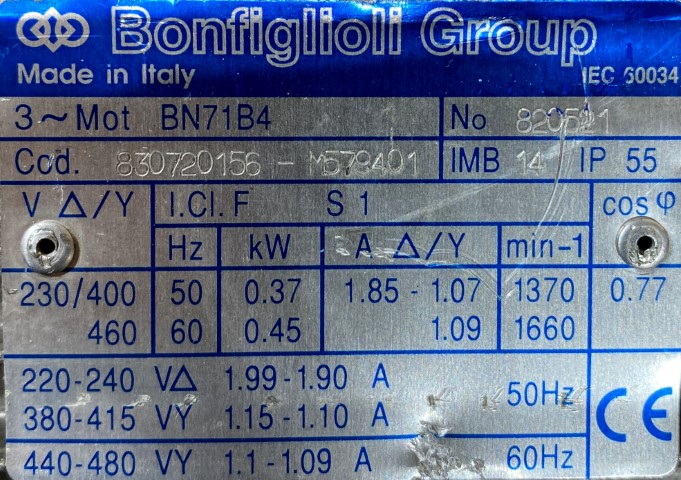 Bonfiglioli Group
Made in Italy IEC 60034
3~Mot BN71B4 No 820521
Cod. 830720156 - M578401 IMB 14 IP 55
V Δ/Y I.Cl.F S1 cos φ
Hz kW A Δ/Y min-1
230/400 50 0.37 1.85 - 1.07 1370 0.77
460 60 0.45 1.09 1660
220-240 VΔ 1.99-1.90 A 50Hz
380-415 VY 1.15-1.10 A
440-480 VY 1.1-1.09 A 60Hz
CE